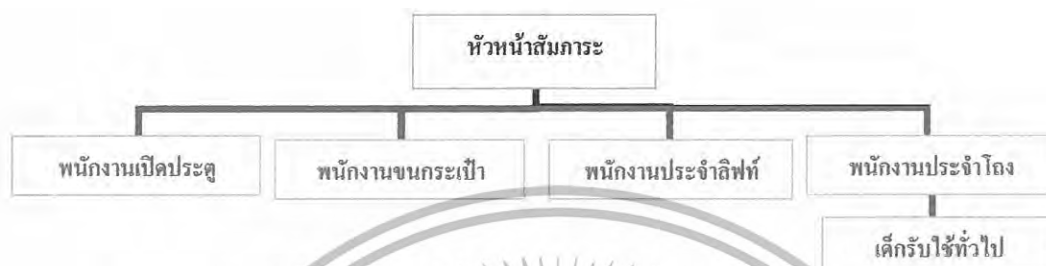 หัวหน้าสัมภาระ
พนักงานเปิดประตู
พนักงานขนกระเป๋า
พนักงานประจำลิฟท์
พนักงานประจำโถง
เด็กรับใช้ทั่วไป